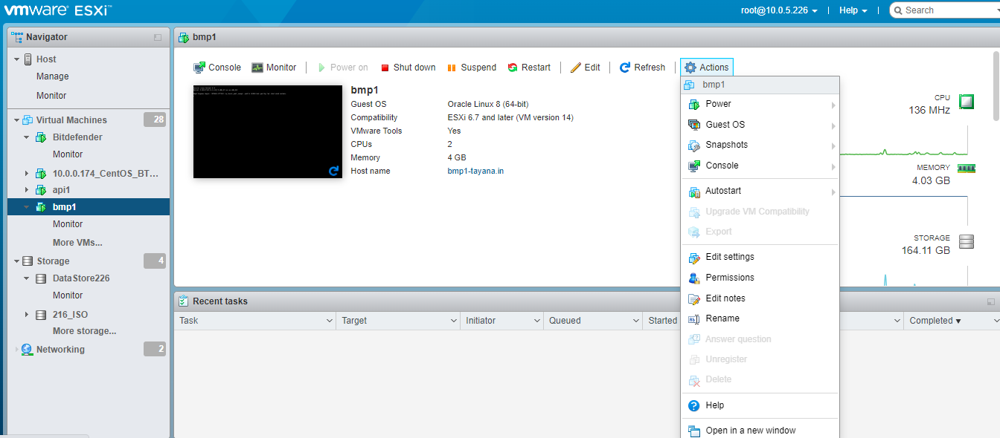 vmware ESXi™
root@10.0.5.226
Help
Search
Navigator
Host
Manage
Monitor
Virtual Machines
28
Bitdefender
Monitor
10.0.0.174_CentOS_BT...
api1
bmp1
Monitor
More VMs...
Storage
4
DataStore226
Monitor
216_ISO
More storage...
Networking
2
bmp1
Console
Monitor
Power on
Shut down
Suspend
Restart
Edit
Refresh
Actions
bmp1
Guest OS Oracle Linux 8 (64-bit)
Compatibility ESXi 6.7 and later (VM version 14)
VMware Tools Yes
CPUs 2
Memory 4 GB
Host name bmp1-tayana.in
bmp1
Power
Guest OS
Snapshots
Console
Autostart
Upgrade VM Compatibility
Export
Edit settings
Permissions
Edit notes
Rename
Answer question
Unregister
Delete
Help
Open in a new window
CPU
136 MHz
MEMORY
4.03 GB
STORAGE
164.11 GB
Recent tasks
Task
Target
Initiator
Queued
Started
Completed ▼